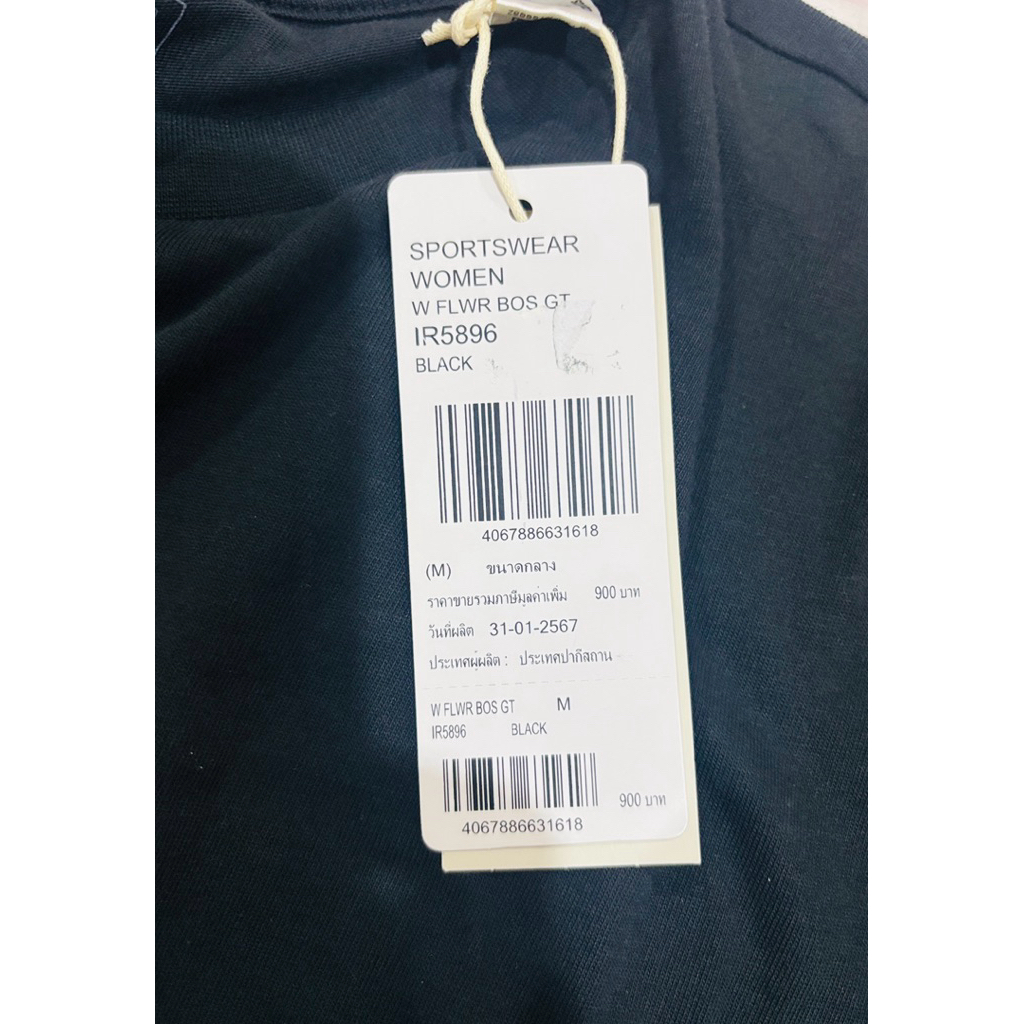 SPORTSWEAR
WOMEN
W FLWR BOS GT
IR5896
BLACK
4067886631618
(M) ขนาดกลาง
ราคาขายรวมภาษีมูลค่าเพิ่ม 900 บาท
วันที่ผลิต 31-01-2567
ประเทศผู้ผลิต : ประเทศปากีสถาน
W FLWR BOS GT M
IR5896 BLACK
900 บาท
4067886631618